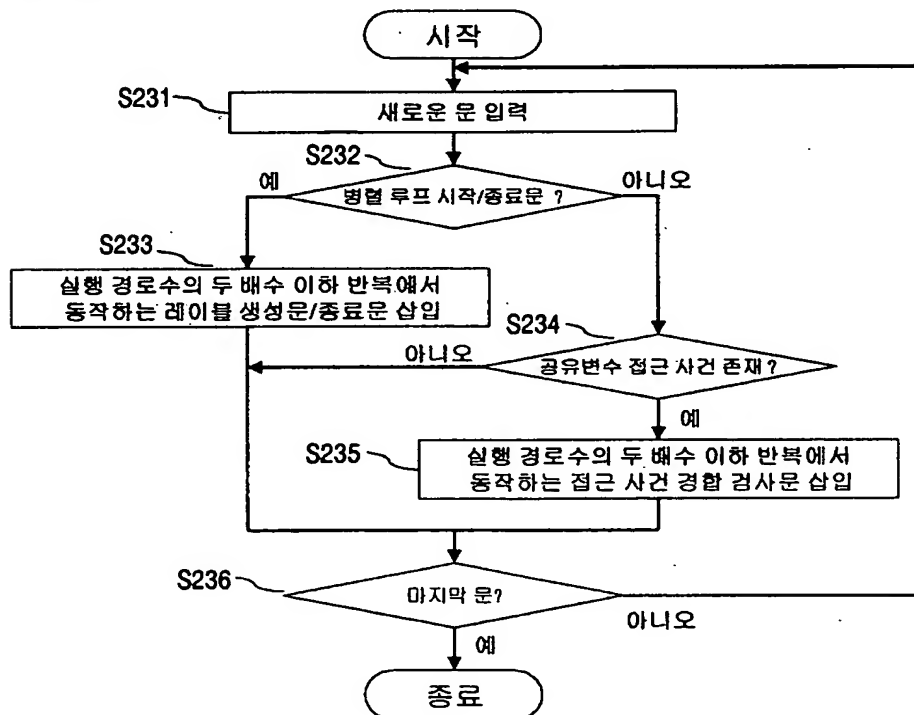 시작
S231
새로운 문 입력
S232
예
병렬 루프 시작/종료문 ?
아니오
S233
실행 경로수의 두 배수 이하 반복에서
동작하는 레이블 생성문/종료문 삽입
S234
아니오
공유변수 접근 사건 존재 ?
예
S235
실행 경로수의 두 배수 이하 반복에서
동작하는 접근 사건 경합 검사문 삽입
S236
마지막 문?
아니오
예
종료